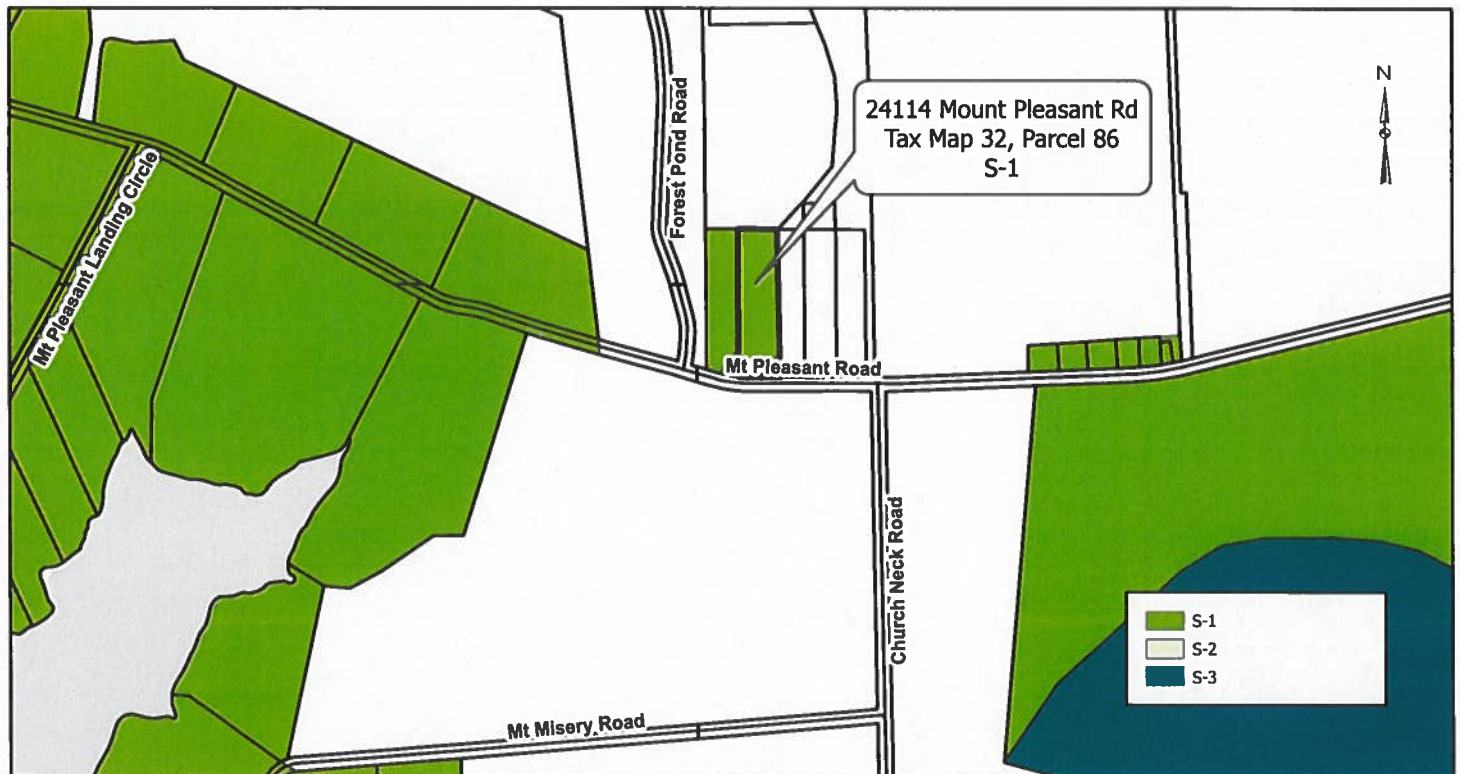 N
24114 Mount Pleasant Rd
Tax Map 32, Parcel 86
S-1
Forest Pond Road
Mt Pleasant Landing Circle
Mt Pleasant Road
Church Neck Road
S-1
S-2
S-3
Mt Misery Road